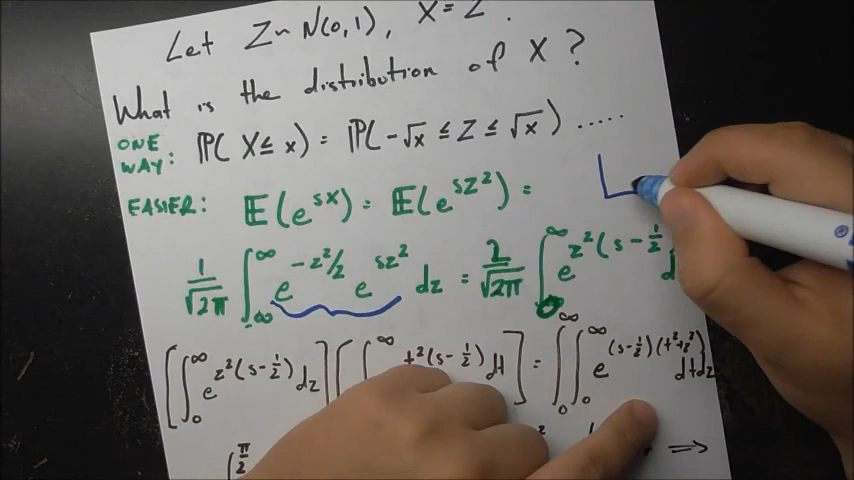 Let Z ~ N(0,1), X = Z .
What is the distribution of X ?
ONE WAY: ℙ( X ≤ x) = ℙ( -√x ≤ Z ≤ √x ) .....
EASIER: 𝔼(e^{sX}) = 𝔼(e^{sZ²}) =
1/√2π ∫_{-∞}^{∞} e^{-z²/2} e^{sz²} dz = 2/√2π ∫_0^∞ e^{z²(s-1/2)} d
[∫_0^∞ e^{z²(s-1/2)} dz] [∫^∞ t²(s-1/2) dt] = ∫_0^∞ ∫_0^∞ e^{(s-1/2)(t²+z²)} dt dz
∫^{π/2} ⇒